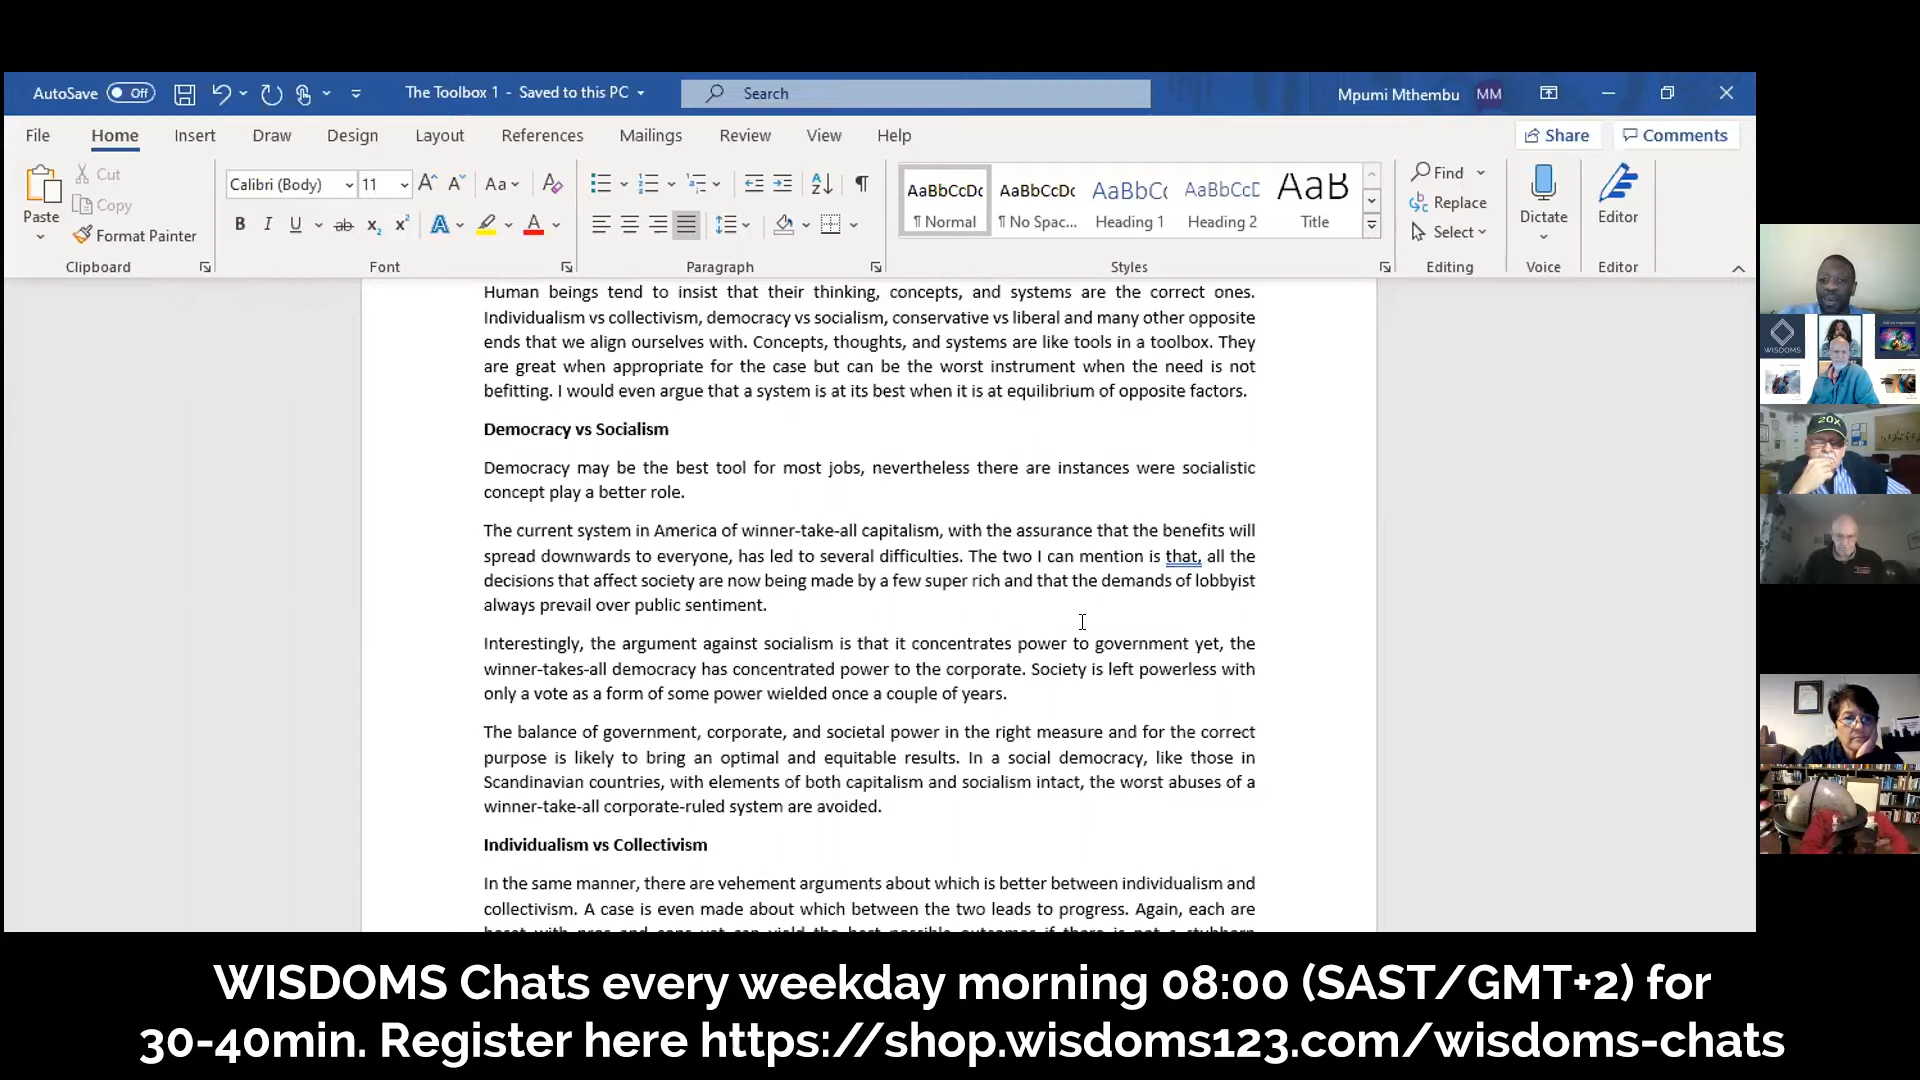 AutoSave Off The Toolbox 1 - Saved to this PC Search Mpumi Mthembu MM
File Home Insert Draw Design Layout References Mailings Review View Help Share Comments
Paste Cut Copy Format Painter
Clipboard
Calibri (Body) 11
Font
Paragraph
AaBbCcDc AaBbCcDc AaBbCc AaBbCcC AaB
¶ Normal ¶ No Spac... Heading 1 Heading 2 Title
Styles
Find
Replace
Select
Editing
Dictate
Voice
Editor
Editor
Human beings tend to insist that their thinking, concepts, and systems are the correct ones.
Individualism vs collectivism, democracy vs socialism, conservative vs liberal and many other opposite
ends that we align ourselves with. Concepts, thoughts, and systems are like tools in a toolbox. They
are great when appropriate for the case but can be the worst instrument when the need is not
befitting. I would even argue that a system is at its best when it is at equilibrium of opposite factors.
Democracy vs Socialism
Democracy may be the best tool for most jobs, nevertheless there are instances were socialistic
concept play a better role.
The current system in America of winner-take-all capitalism, with the assurance that the benefits will
spread downwards to everyone, has led to several difficulties. The two I can mention is that, all the
decisions that affect society are now being made by a few super rich and that the demands of lobbyist
always prevail over public sentiment.
Interestingly, the argument against socialism is that it concentrates power to government yet, the
winner-takes-all democracy has concentrated power to the corporate. Society is left powerless with
only a vote as a form of some power wielded once a couple of years.
The balance of government, corporate, and societal power in the right measure and for the correct
purpose is likely to bring an optimal and equitable results. In a social democracy, like those in
Scandinavian countries, with elements of both capitalism and socialism intact, the worst abuses of a
winner-take-all corporate-ruled system are avoided.
Individualism vs Collectivism
In the same manner, there are vehement arguments about which is better between individualism and
collectivism. A case is even made about which between the two leads to progress. Again, each are
WISDOMS
20X
WISDOMS Chats every weekday morning 08:00 (SAST/GMT+2) for
30-40min. Register here https://shop.wisdoms123.com/wisdoms-chats